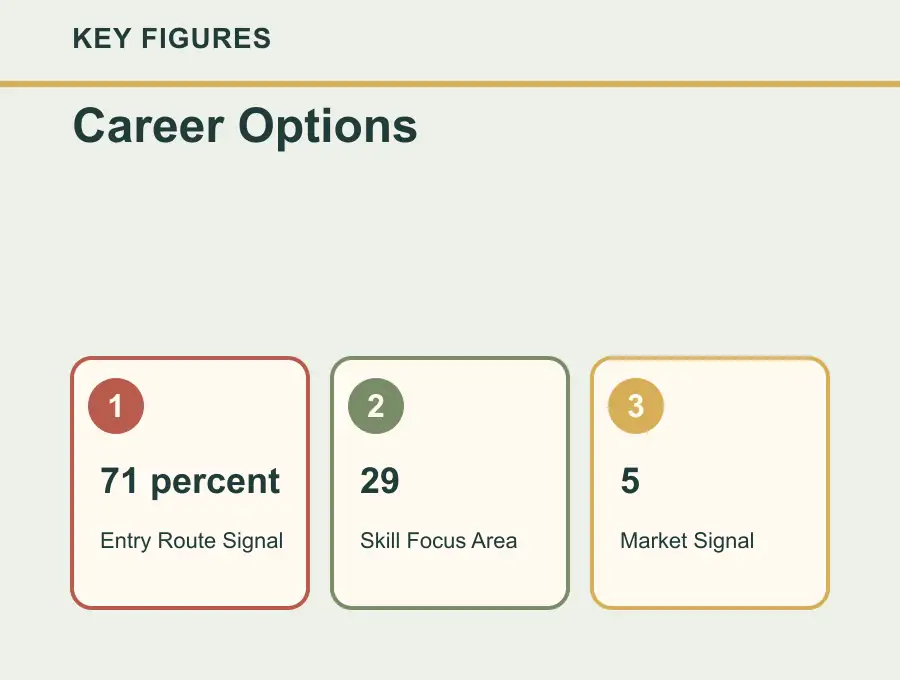 KEY FIGURES
Career Options
1
71 percent
Entry Route Signal
2
29
Skill Focus Area
3
5
Market Signal